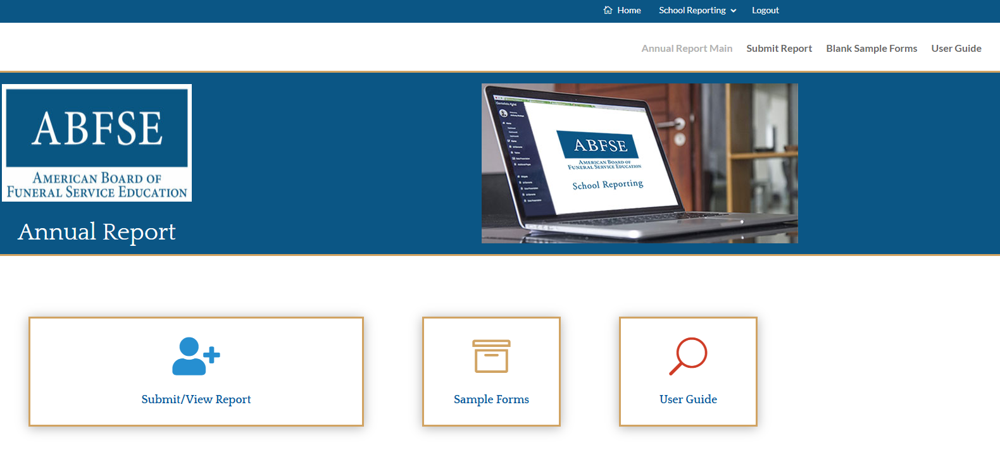 Home School Reporting Logout
Annual Report Main Submit Report Blank Sample Forms User Guide
ABFSE
AMERICAN BOARD OF
FUNERAL SERVICE EDUCATION
Annual Report
ABFSE
AMERICAN BOARD OF
FUNERAL SERVICE EDUCATION
School Reporting
Submit/View Report
Sample Forms
User Guide